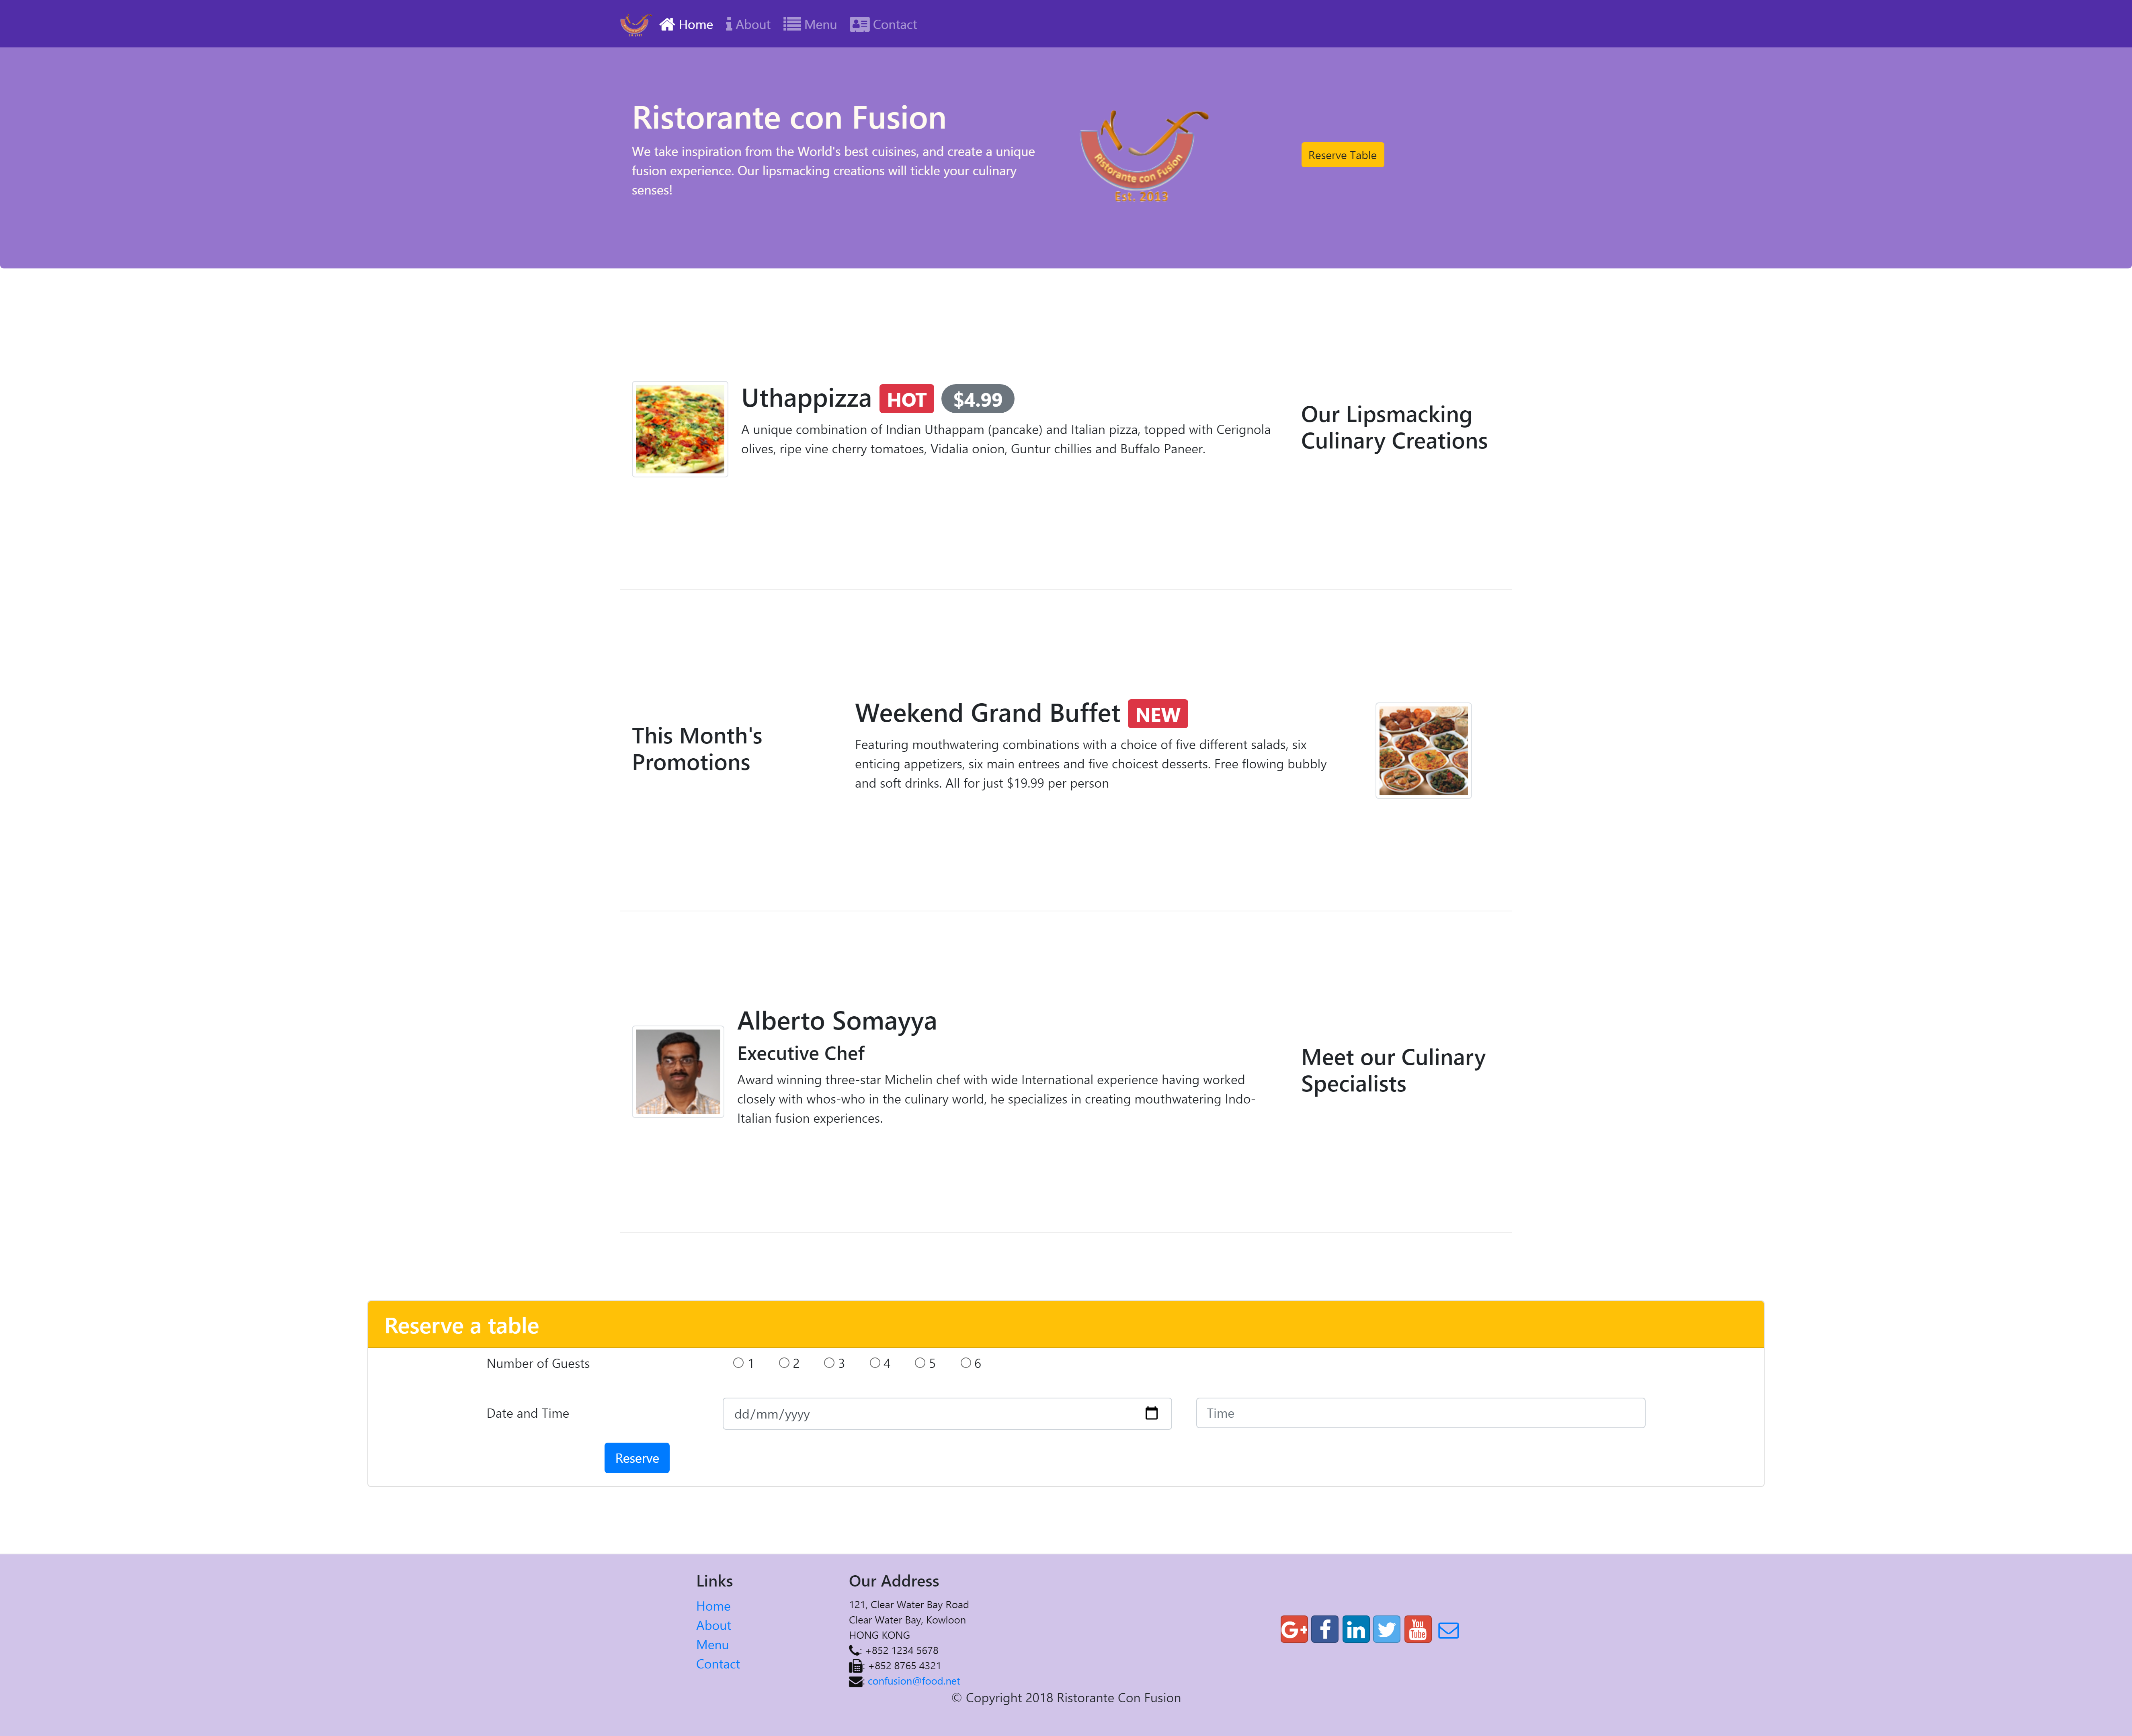 Home About Menu Contact
Ristorante con Fusion
We take inspiration from the World's best cuisines, and create a unique
fusion experience. Our lipsmacking creations will tickle your culinary
senses!
Ristorante con Fusion
Reserve Table
Uthappizza HOT $4.99
A unique combination of Indian Uthappam (pancake) and Italian pizza, topped with Cerignola
olives, ripe vine cherry tomatoes, Vidalia onion, Guntur chillies and Buffalo Paneer.
Our Lipsmacking
Culinary Creations
This Month's
Promotions
Weekend Grand Buffet NEW
Featuring mouthwatering combinations with a choice of five different salads, six
enticing appetizers, six main entrees and five choicest desserts. Free flowing bubbly
and soft drinks. All for just $19.99 per person
Alberto Somayya
Executive Chef
Award winning three-star Michelin chef with wide International experience having worked
closely with whos-who in the culinary world, he specializes in creating mouthwatering Indo-
Italian fusion experiences.
Meet our Culinary
Specialists
Reserve a table
Number of Guests 1 2 3 4 5 6
Date and Time dd/mm/yyyy Time
Reserve
Links
Home
About
Menu
Contact
Our Address
121, Clear Water Bay Road
Clear Water Bay, Kowloon
HONG KONG
: +852 1234 5678
: +852 8765 4321
: confusion@food.net
G+ f in You Tube
© Copyright 2018 Ristorante Con Fusion